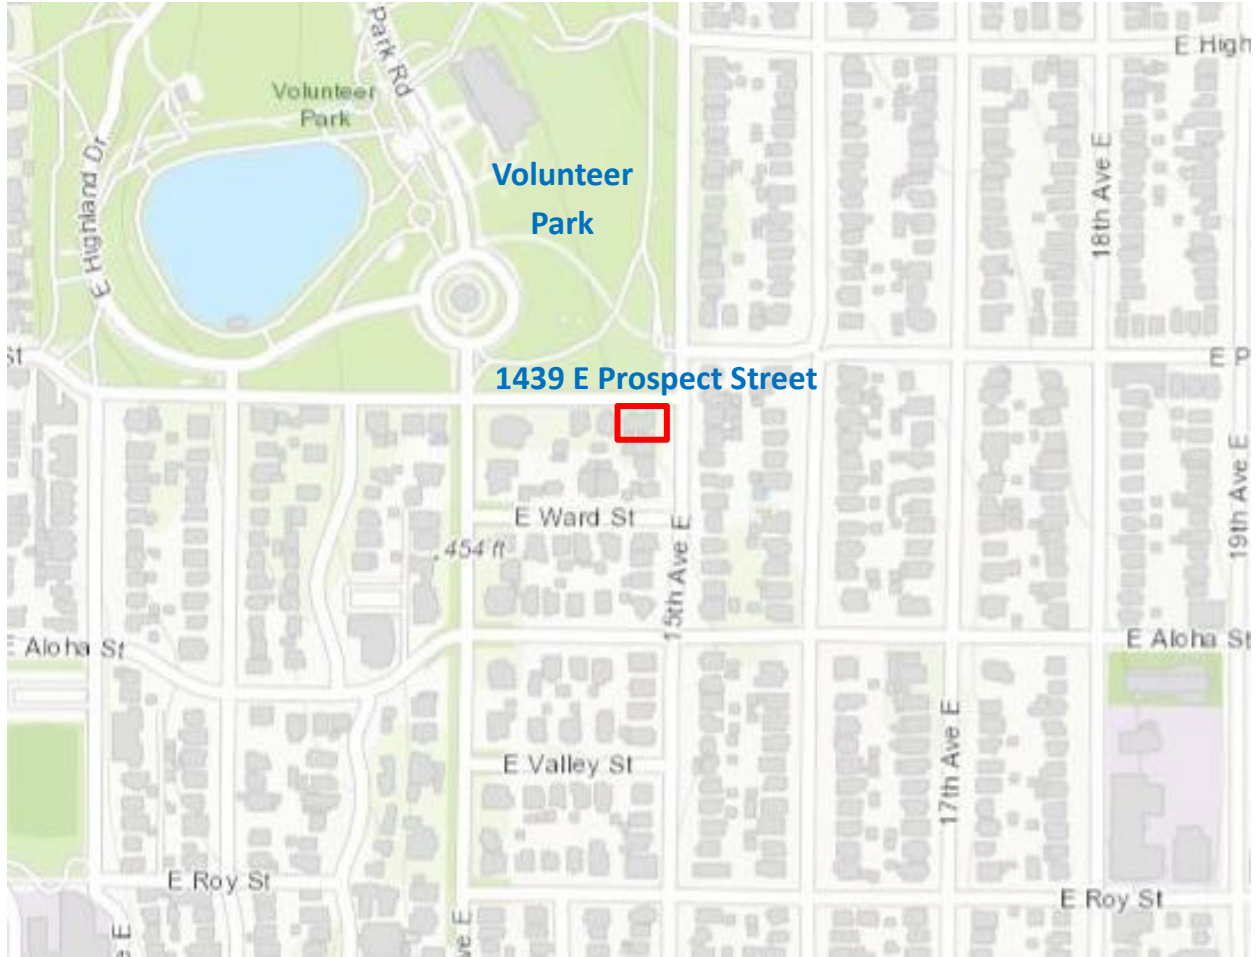 Park Rd
E High
Volunteer
Park
E Highland Dr
Volunteer
Park
18th Ave E
St
E P
1439 E Prospect Street
E Ward St
454 ft
15th Ave E
19th Ave E
E Aloha St
E Aloha St
E Valley St
17th Ave E
E Roy St
E Roy St
e E
ve E